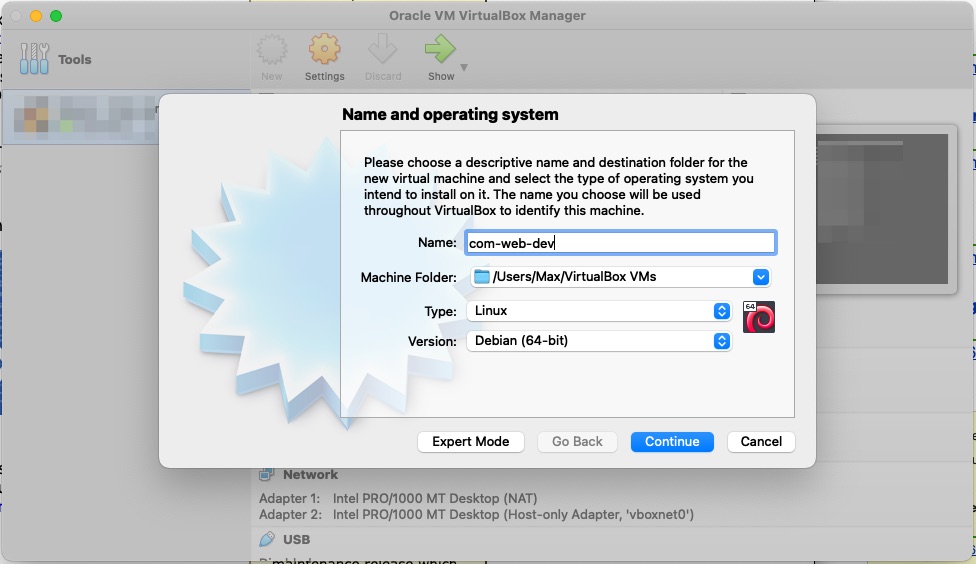 Oracle VM VirtualBox Manager
Tools
New
Settings
Discard
Show
Name and operating system
Please choose a descriptive name and destination folder for the
new virtual machine and select the type of operating system you
intend to install on it. The name you choose will be used
throughout VirtualBox to identify this machine.
Name: com-web-dev
Machine Folder: /Users/Max/VirtualBox VMs
Type: Linux
64
Version: Debian (64-bit)
Expert Mode
Go Back
Continue
Cancel
Network
Adapter 1: Intel PRO/1000 MT Desktop (NAT)
Adapter 2: Intel PRO/1000 MT Desktop (Host-only Adapter, 'vboxnet0')
USB